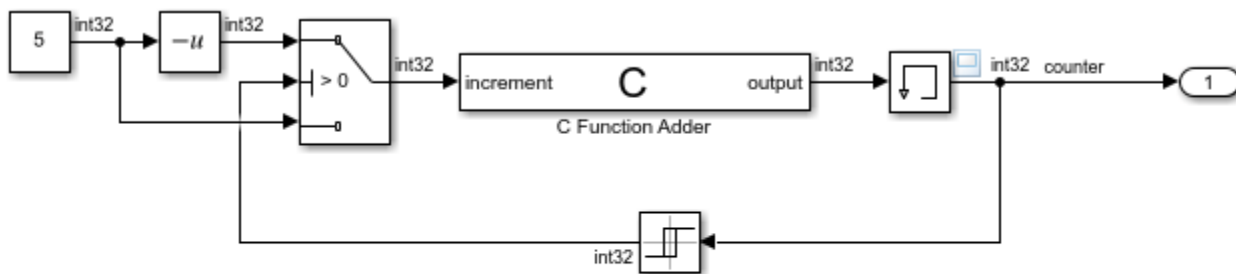 5
int32
-u
int32
> 0
int32
increment
C
output
C Function Adder
int32
int32
counter
1
int32